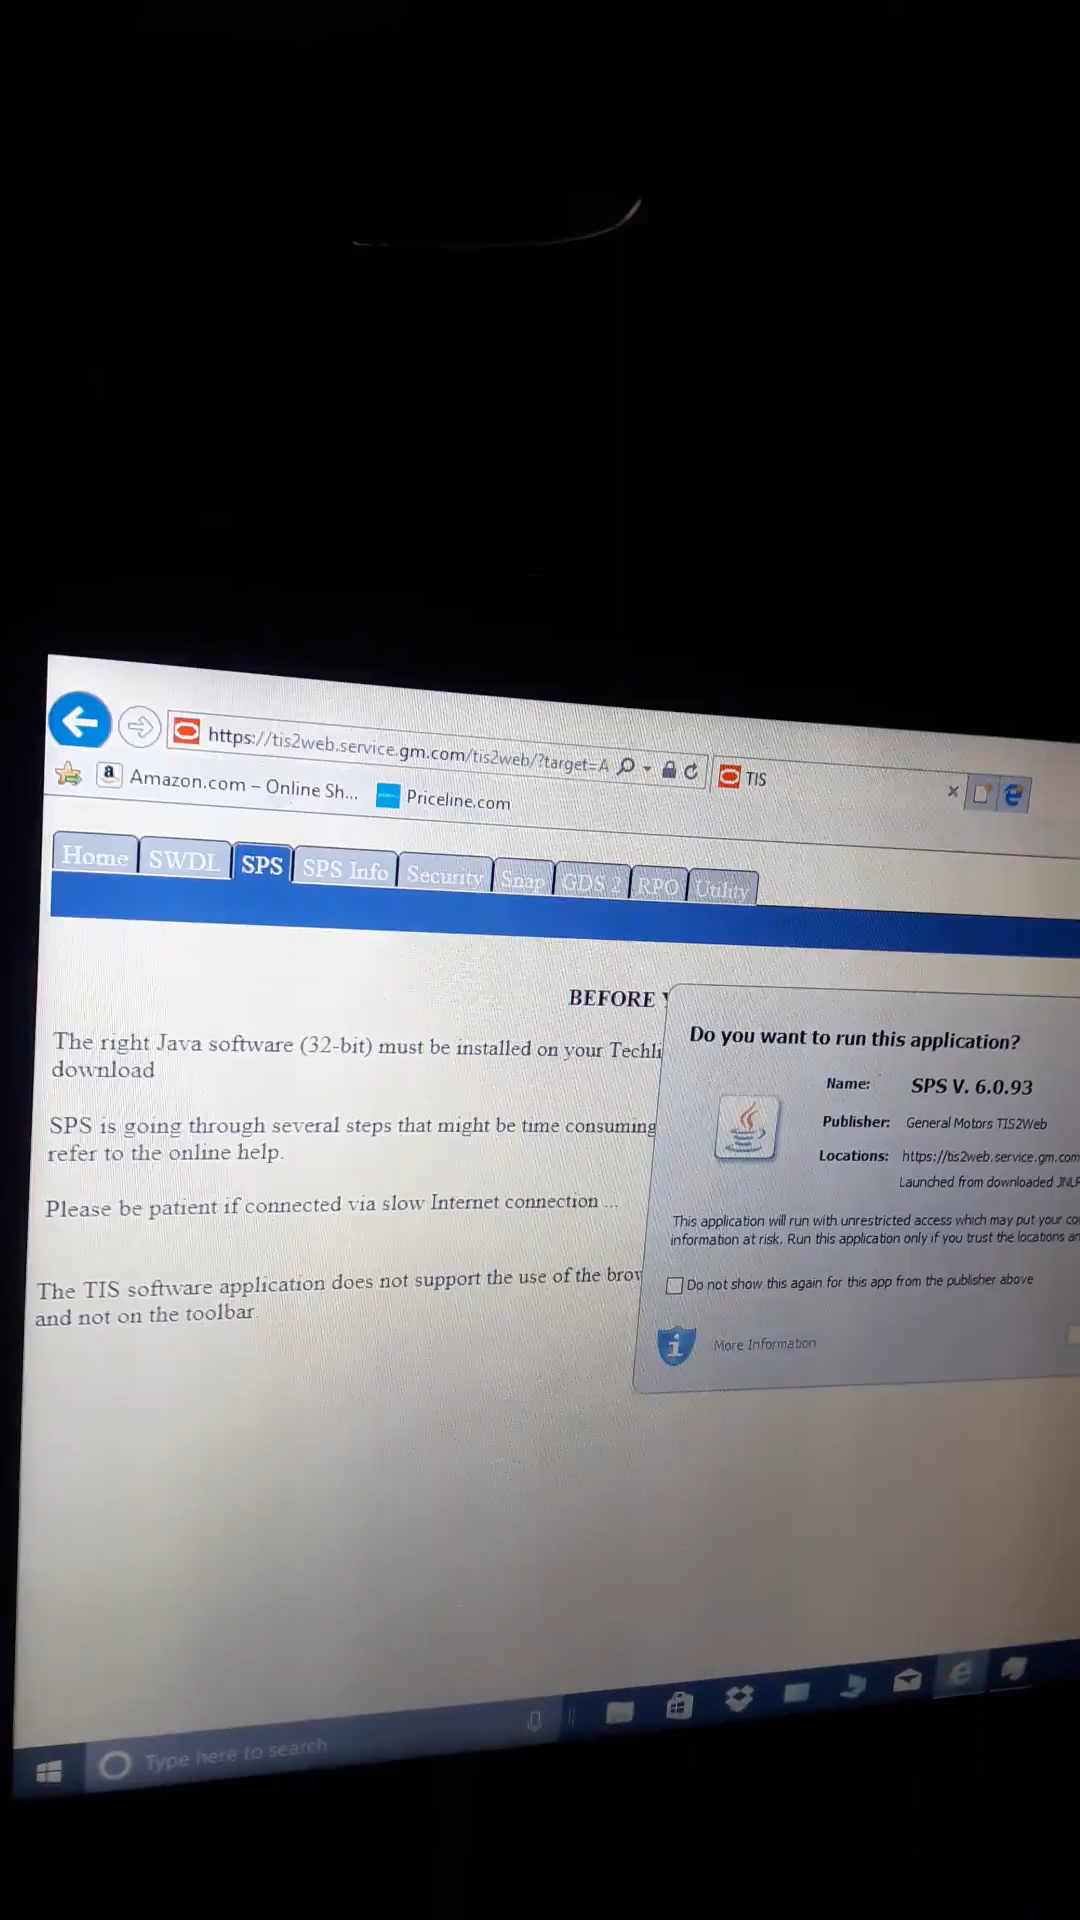 https://tis2web.service.gm.com/tis2web/?target=A
TIS
a
Amazon.com – Online Sh...
Priceline.com
Home
SWDL
SPS
SPS Info
Security
Snap
GDS 2
RPO
Utility
BEFORE
The right Java software (32-bit) must be installed on your Techli
download
SPS is going through several steps that might be time consuming
refer to the online help.
Please be patient if connected via slow Internet connection ...
The TIS software application does not support the use of the brow
and not on the toolbar.
Do you want to run this application?
Name: SPS V. 6.0.93
Publisher: General Motors TIS2Web
Locations: https://tis2web.service.gm.com
Launched from downloaded JNLP
This application will run with unrestricted access which may put your co
information at risk. Run this application only if you trust the locations an
Do not show this again for this app from the publisher above
More Information
Type here to search